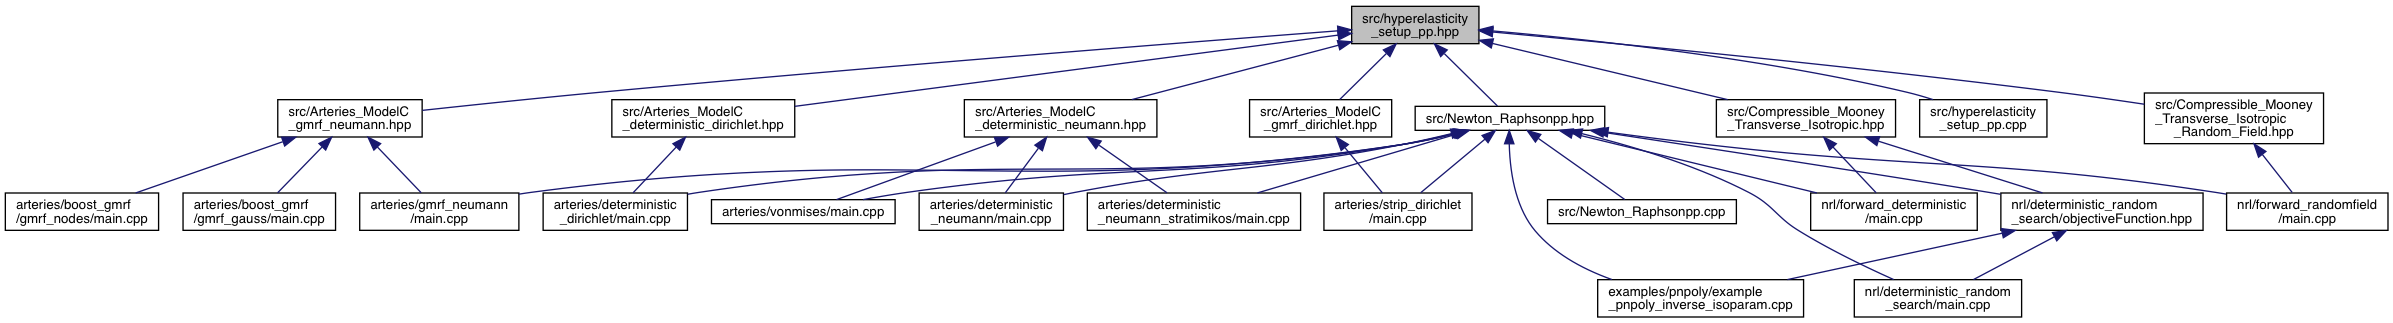 src/hyperelasticity
_setup_pp.hpp
src/Arteries_ModelC
_gmrf_neumann.hpp
src/Arteries_ModelC
_deterministic_dirichlet.hpp
src/Arteries_ModelC
_deterministic_neumann.hpp
src/Arteries_ModelC
_gmrf_dirichlet.hpp
src/Newton_Raphsonpp.hpp
src/Compressible_Mooney
_Transverse_Isotropic.hpp
src/hyperelasticity
_setup_pp.cpp
src/Compressible_Mooney
_Transverse_Isotropic
_Random_Field.hpp
arteries/boost_gmrf
/gmrf_nodes/main.cpp
arteries/boost_gmrf
/gmrf_gauss/main.cpp
arteries/gmrf_neumann
/main.cpp
arteries/deterministic
_dirichlet/main.cpp
arteries/vonmises/main.cpp
arteries/deterministic
_neumann/main.cpp
arteries/deterministic
_neumann_stratimikos/main.cpp
arteries/strip_dirichlet
/main.cpp
src/Newton_Raphsonpp.cpp
nrl/forward_deterministic
/main.cpp
nrl/deterministic_random
_search/objectiveFunction.hpp
nrl/forward_randomfield
/main.cpp
examples/pnpoly/example
_pnpoly_inverse_isoparam.cpp
nrl/deterministic_random
_search/main.cpp